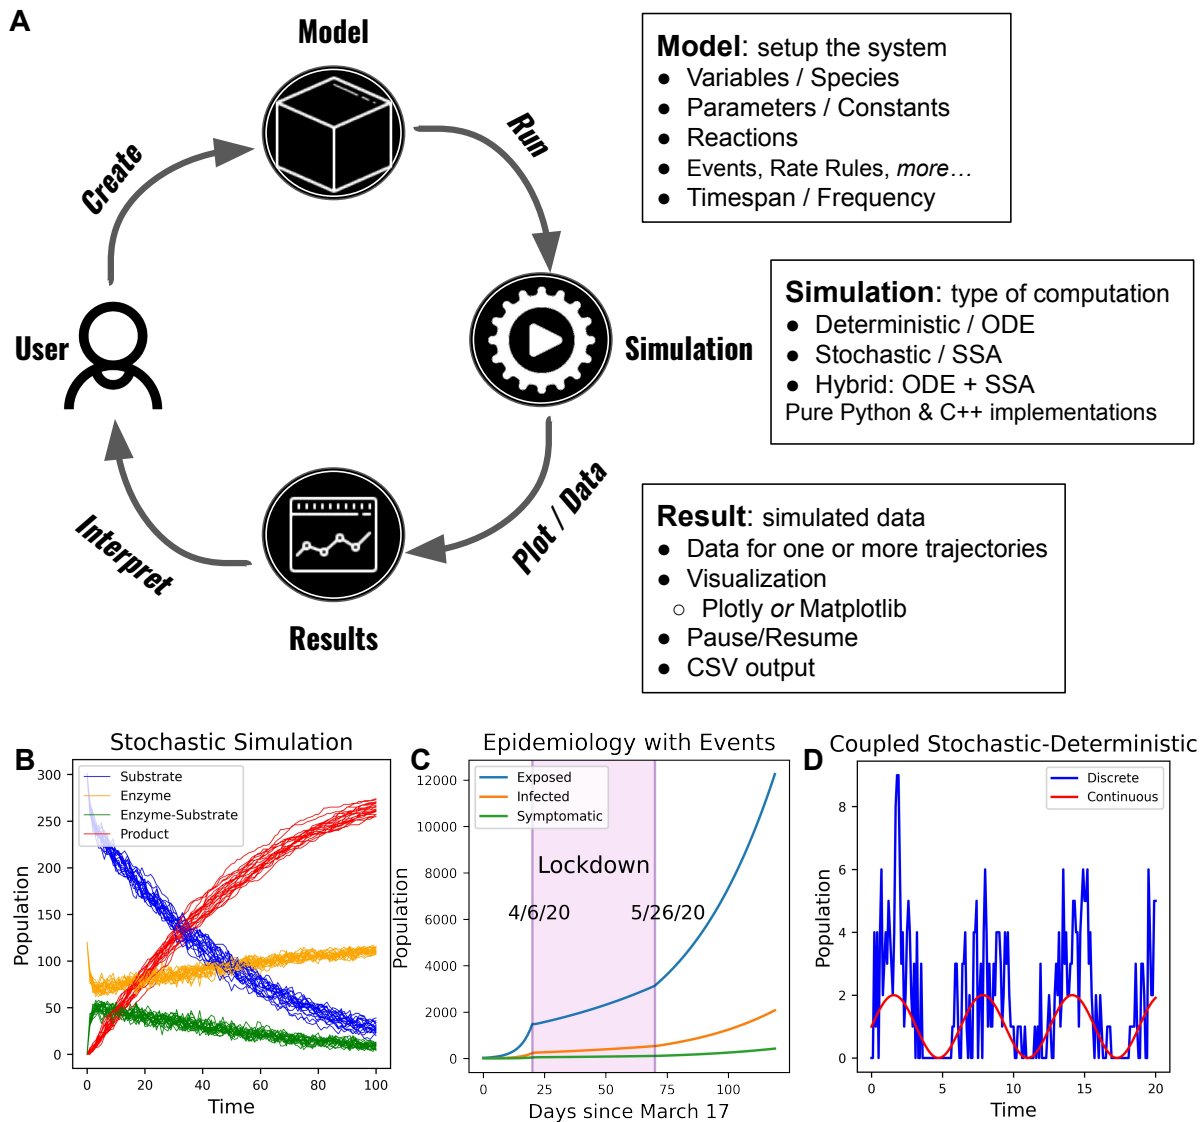 A
Model
Run
Create
User
Simulation
Plot / Data
Interpret
Results
Model: setup the system
● Variables / Species
● Parameters / Constants
● Reactions
● Events, Rate Rules, more…
● Timespan / Frequency
Simulation: type of computation
● Deterministic / ODE
● Stochastic / SSA
● Hybrid: ODE + SSA
Pure Python & C++ implementations
Result: simulated data
● Data for one or more trajectories
● Visualization
○ Plotly or Matplotlib
● Pause/Resume
● CSV output
B
Stochastic Simulation
Substrate
Enzyme
Enzyme-Substrate
Product
300
250
200
150
100
50
0
Population
0 20 40 60 80 100
Time
C
Epidemiology with Events
Exposed
Infected
Symptomatic
Lockdown
4/6/20
5/26/20
12000
10000
8000
6000
4000
2000
0
Population
0 25 50 75 100
Days since March 17
D
Coupled Stochastic-Deterministic
Discrete
Continuous
8
6
4
2
0
Population
0 5 10 15 20
Time